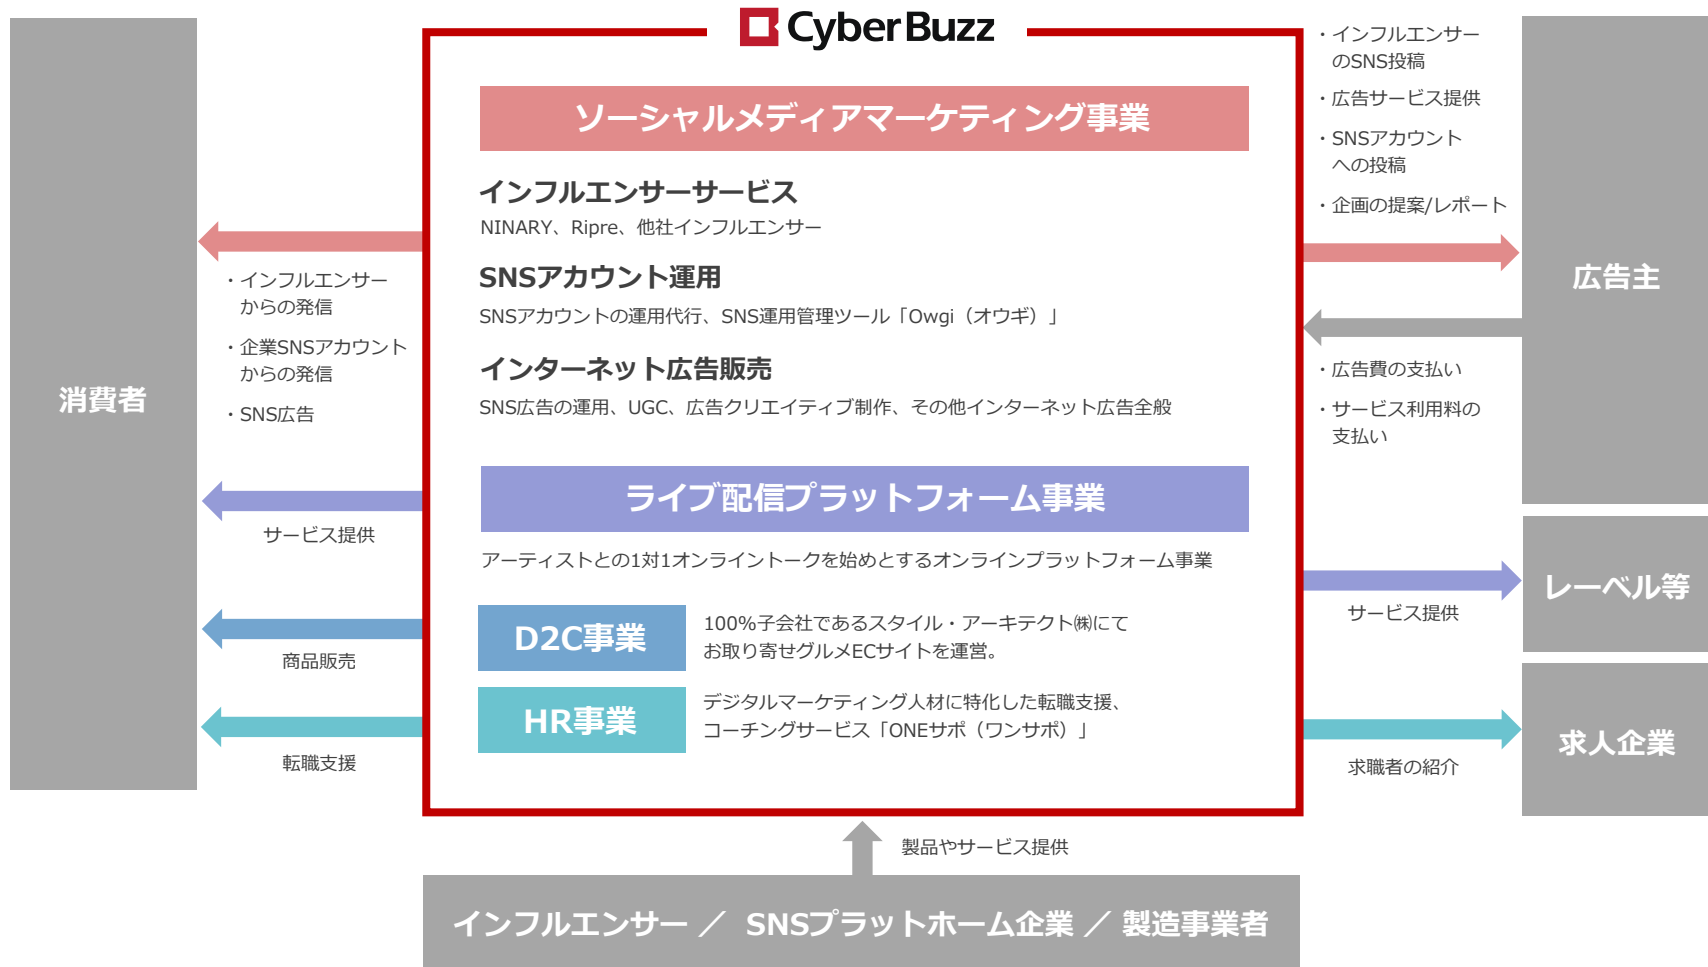 CyberBuzz
消費者
・インフルエンサー
からの発信
・企業SNSアカウント
からの発信
・SNS広告
サービス提供
商品販売
転職支援
ソーシャルメディアマーケティング事業
インフルエンサーサービス
NINARY、Ripre、他社インフルエンサー
SNSアカウント運用
SNSアカウントの運用代行、SNS運用管理ツール「Owgi（オウギ）」
インターネット広告販売
SNS広告の運用、UGC、広告クリエイティブ制作、その他インターネット広告全般
ライブ配信プラットフォーム事業
アーティストとの1対1オンライントークを始めとするオンラインプラットフォーム事業
D2C事業
100%子会社であるスタイル・アーキテクト㈱にて
お取り寄せグルメECサイトを運営。
HR事業
デジタルマーケティング人材に特化した転職支援、
コーチングサービス「ONEサポ（ワンサポ）」
・インフルエンサー
のSNS投稿
・広告サービス提供
・SNSアカウント
への投稿
・企画の提案/レポート
広告主
・広告費の支払い
・サービス利用料の
支払い
レーベル等
サービス提供
求人企業
求職者の紹介
製品やサービス提供
インフルエンサー ／ SNSプラットホーム企業 ／ 製造事業者